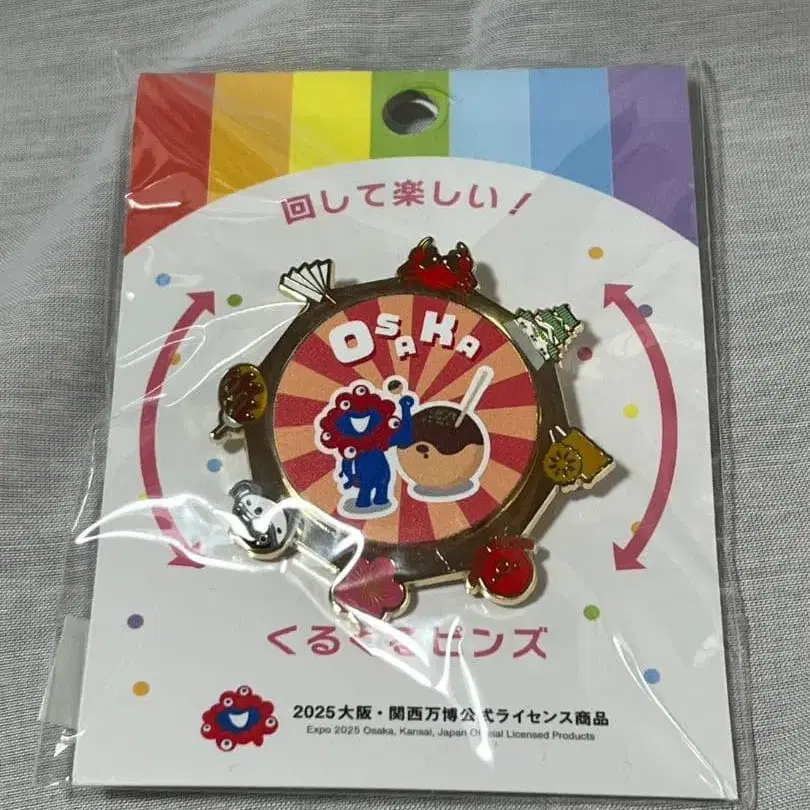 回して楽しい！
OSAKA
くるくるピンズ
2025大阪・関西万博公式ライセンス商品
Expo 2025 Osaka, Kansai, Japan Official Licensed Products